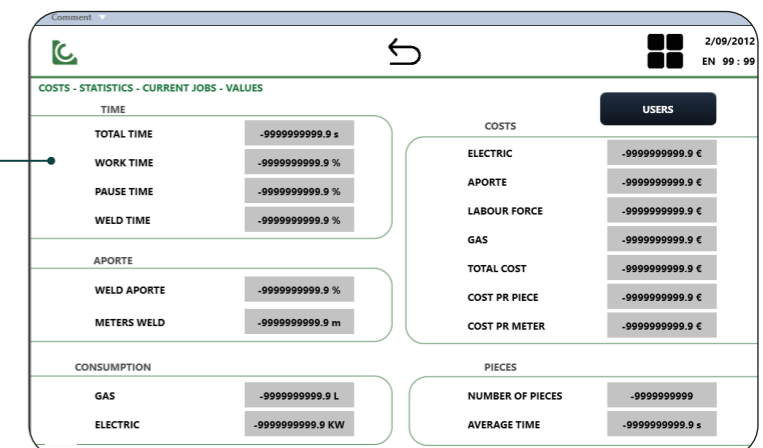 Comment
2/09/2012
EN 99 : 99
COSTS - STATISTICS - CURRENT JOBS - VALUES
USERS
TIME
TOTAL TIME -9999999999.9 s
WORK TIME -9999999999.9 %
PAUSE TIME -9999999999.9 %
WELD TIME -9999999999.9 %
APORTE
WELD APORTE -9999999999.9 %
METERS WELD -9999999999.9 m
CONSUMPTION
GAS -9999999999.9 L
ELECTRIC -9999999999.9 KW
COSTS
ELECTRIC -9999999999.9 €
APORTE -9999999999.9 €
LABOUR FORCE -9999999999.9 €
GAS -9999999999.9 €
TOTAL COST -9999999999.9 €
COST PR PIECE -9999999999.9 €
COST PR METER -9999999999.9 €
PIECES
NUMBER OF PIECES -9999999999
AVERAGE TIME -9999999999.9 s